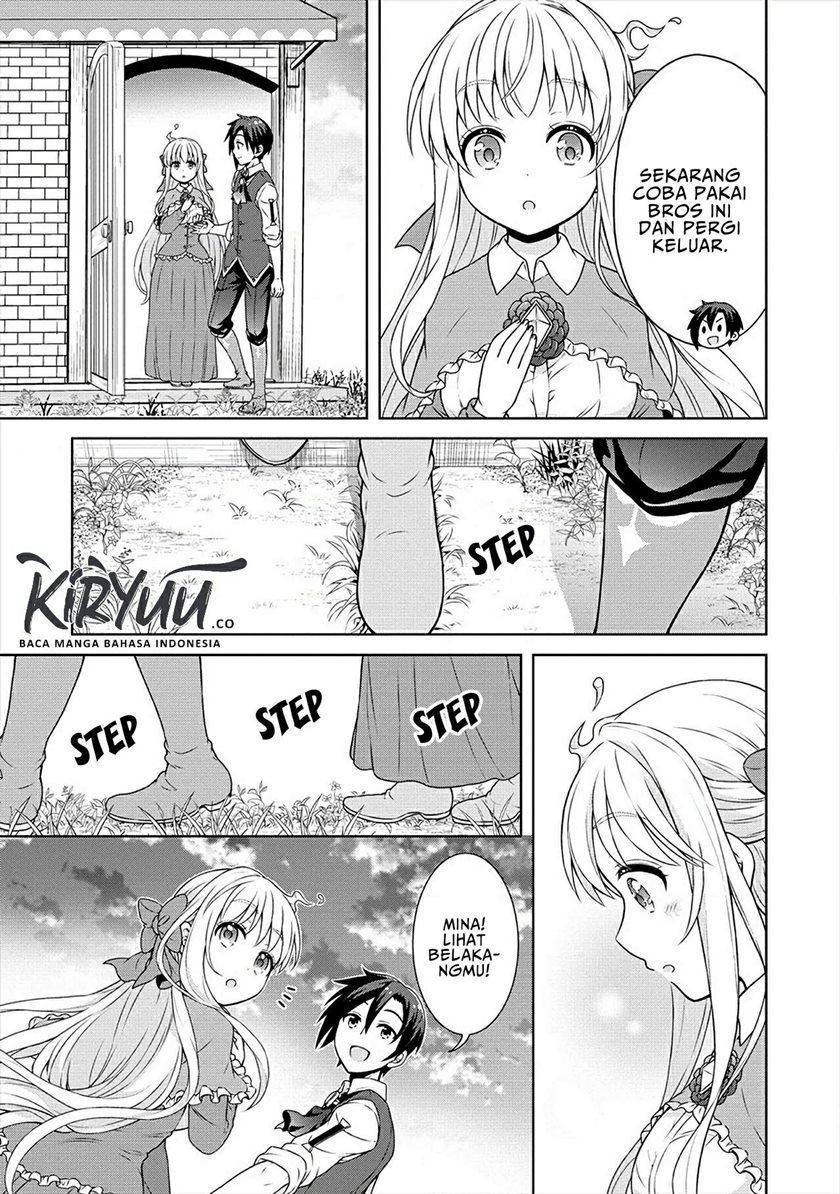 SEKARANG
COBA PAKAI
BROS INI
DAN PERGI
KELUAR.
STEP
KIRYUU.CO
BACA MANGA BAHASA INDONESIA
STEP
STEP
STEP
MINA!
LIHAT
BELAKA-
NGMU!